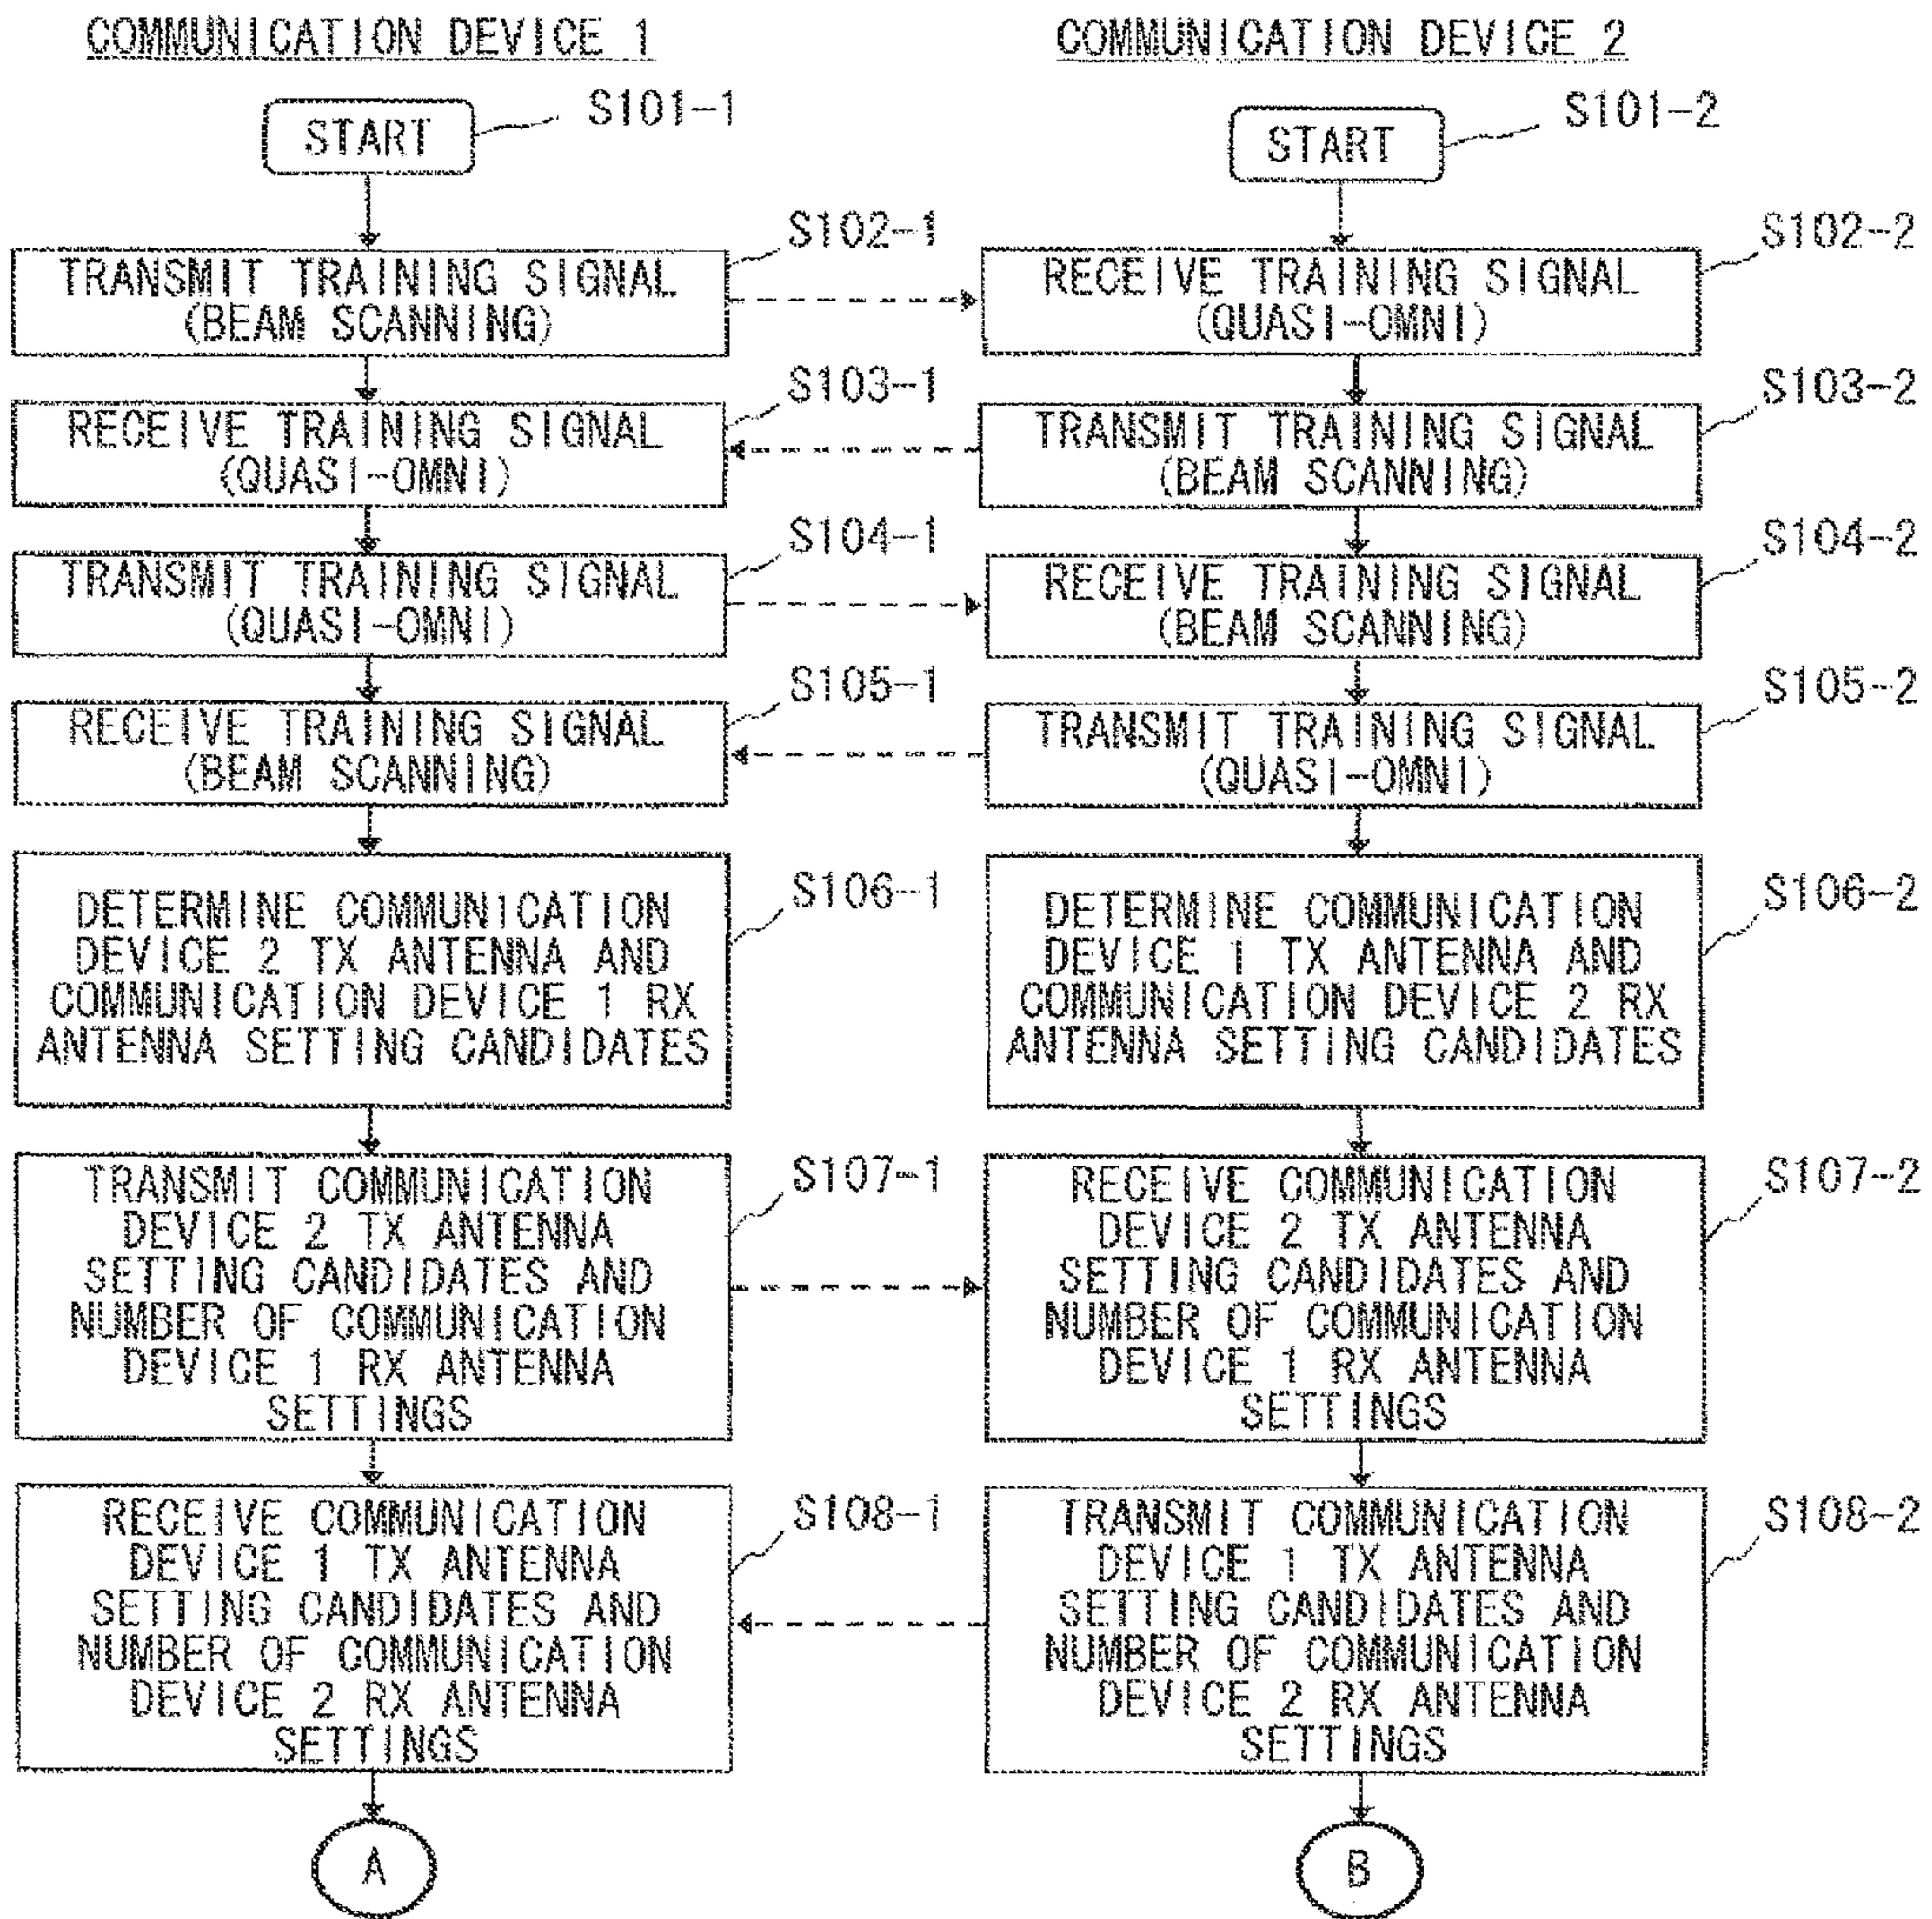 COMMUNICATION DEVICE 1
START
S101-1
TRANSMIT TRAINING SIGNAL
(BEAM SCANNING)
S102-1
RECEIVE TRAINING SIGNAL
(QUASI-OMNI)
S103-1
TRANSMIT TRAINING SIGNAL
(QUASI-OMNI)
S104-1
RECEIVE TRAINING SIGNAL
(BEAM SCANNING)
S105-1
DETERMINE COMMUNICATION
DEVICE 2 TX ANTENNA AND
COMMUNICATION DEVICE 1 RX
ANTENNA SETTING CANDIDATES
S106-1
TRANSMIT COMMUNICATION
DEVICE 2 TX ANTENNA
SETTING CANDIDATES AND
NUMBER OF COMMUNICATION
DEVICE 1 RX ANTENNA
SETTINGS
S107-1
RECEIVE COMMUNICATION
DEVICE 1 TX ANTENNA
SETTING CANDIDATES AND
NUMBER OF COMMUNICATION
DEVICE 2 RX ANTENNA
SETTINGS
S108-1
A
COMMUNICATION DEVICE 2
START
S101-2
RECEIVE TRAINING SIGNAL
(QUASI-OMNI)
S102-2
TRANSMIT TRAINING SIGNAL
(BEAM SCANNING)
S103-2
RECEIVE TRAINING SIGNAL
(BEAM SCANNING)
S104-2
TRANSMIT TRAINING SIGNAL
(QUASI-OMNI)
S105-2
DETERMINE COMMUNICATION
DEVICE 1 TX ANTENNA AND
COMMUNICATION DEVICE 2 RX
ANTENNA SETTING CANDIDATES
S106-2
RECEIVE COMMUNICATION
DEVICE 2 TX ANTENNA
SETTING CANDIDATES AND
NUMBER OF COMMUNICATION
DEVICE 1 RX ANTENNA
SETTINGS
S107-2
TRANSMIT COMMUNICATION
DEVICE 1 TX ANTENNA
SETTING CANDIDATES AND
NUMBER OF COMMUNICATION
DEVICE 2 RX ANTENNA
SETTINGS
S108-2
B